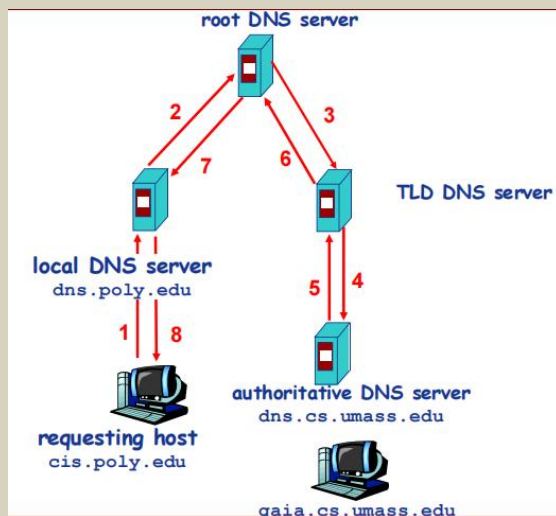 root DNS server
2
3
7
6
TLD DNS server
local DNS server
dns.poly.edu
5
4
1
8
authoritative DNS server
dns.cs.umass.edu
requesting host
cis.poly.edu
gaia.cs.umass.edu